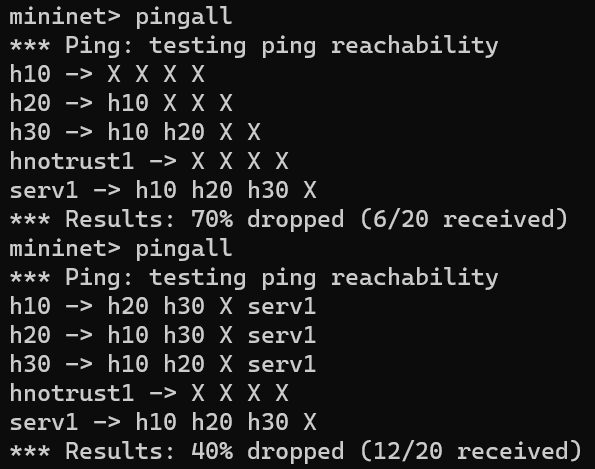 mininet> pingall
*** Ping: testing ping reachability
h10 -> X X X X
h20 -> h10 X X X
h30 -> h10 h20 X X
hnotrust1 -> X X X X
serv1 -> h10 h20 h30 X
*** Results: 70% dropped (6/20 received)
mininet> pingall
*** Ping: testing ping reachability
h10 -> h20 h30 X serv1
h20 -> h10 h30 X serv1
h30 -> h10 h20 X serv1
hnotrust1 -> X X X X
serv1 -> h10 h20 h30 X
*** Results: 40% dropped (12/20 received)